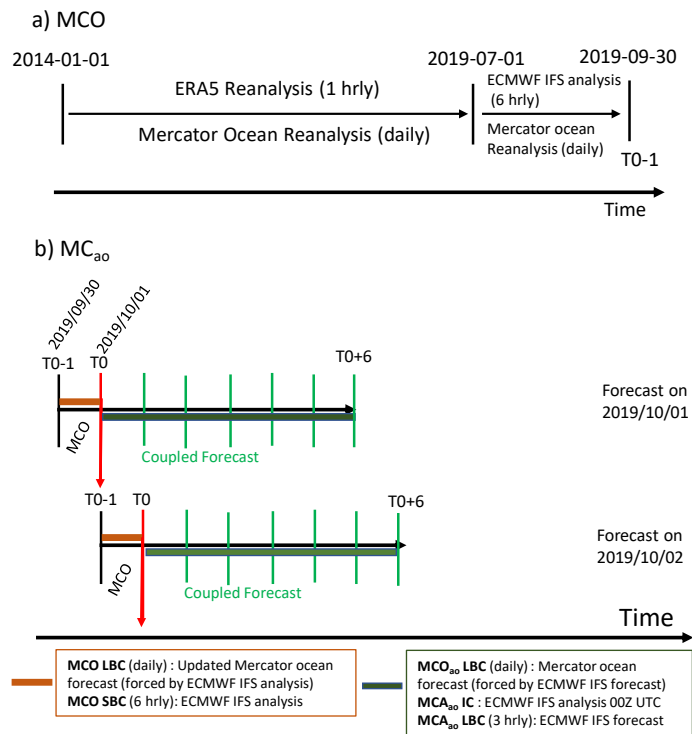 a) MCO
2014-01-01
2019-07-01
2019-09-30
ERA5 Reanalysis (1 hrly)
Mercator Ocean Reanalysis (daily)
ECMWF IFS analysis
(6 hrly)
Mercator ocean
Reanalysis (daily)
T0-1
Time
b) MCao
2019/09/30
2019/10/01
T0-1
T0
T0+6
MCO
Coupled Forecast
Forecast on
2019/10/01
T0-1
T0
T0+6
MCO
Coupled Forecast
Forecast on
2019/10/02
Time
MCO LBC (daily) : Updated Mercator ocean
forecast (forced by ECMWF IFS analysis)
MCO SBC (6 hrly): ECMWF IFS analysis
MCOao LBC (daily) : Mercator ocean
forecast (forced by ECMWF IFS forecast)
MCAao IC : ECMWF IFS analysis 00Z UTC
MCAao LBC (3 hrly): ECMWF IFS forecast